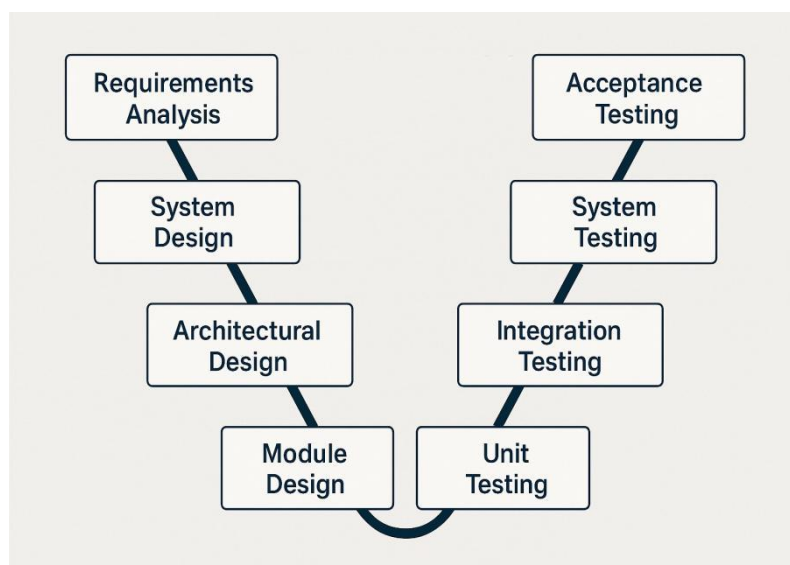 Requirements
Analysis
System
Design
Architectural
Design
Module
Design
Unit
Testing
Integration
Testing
System
Testing
Acceptance
Testing